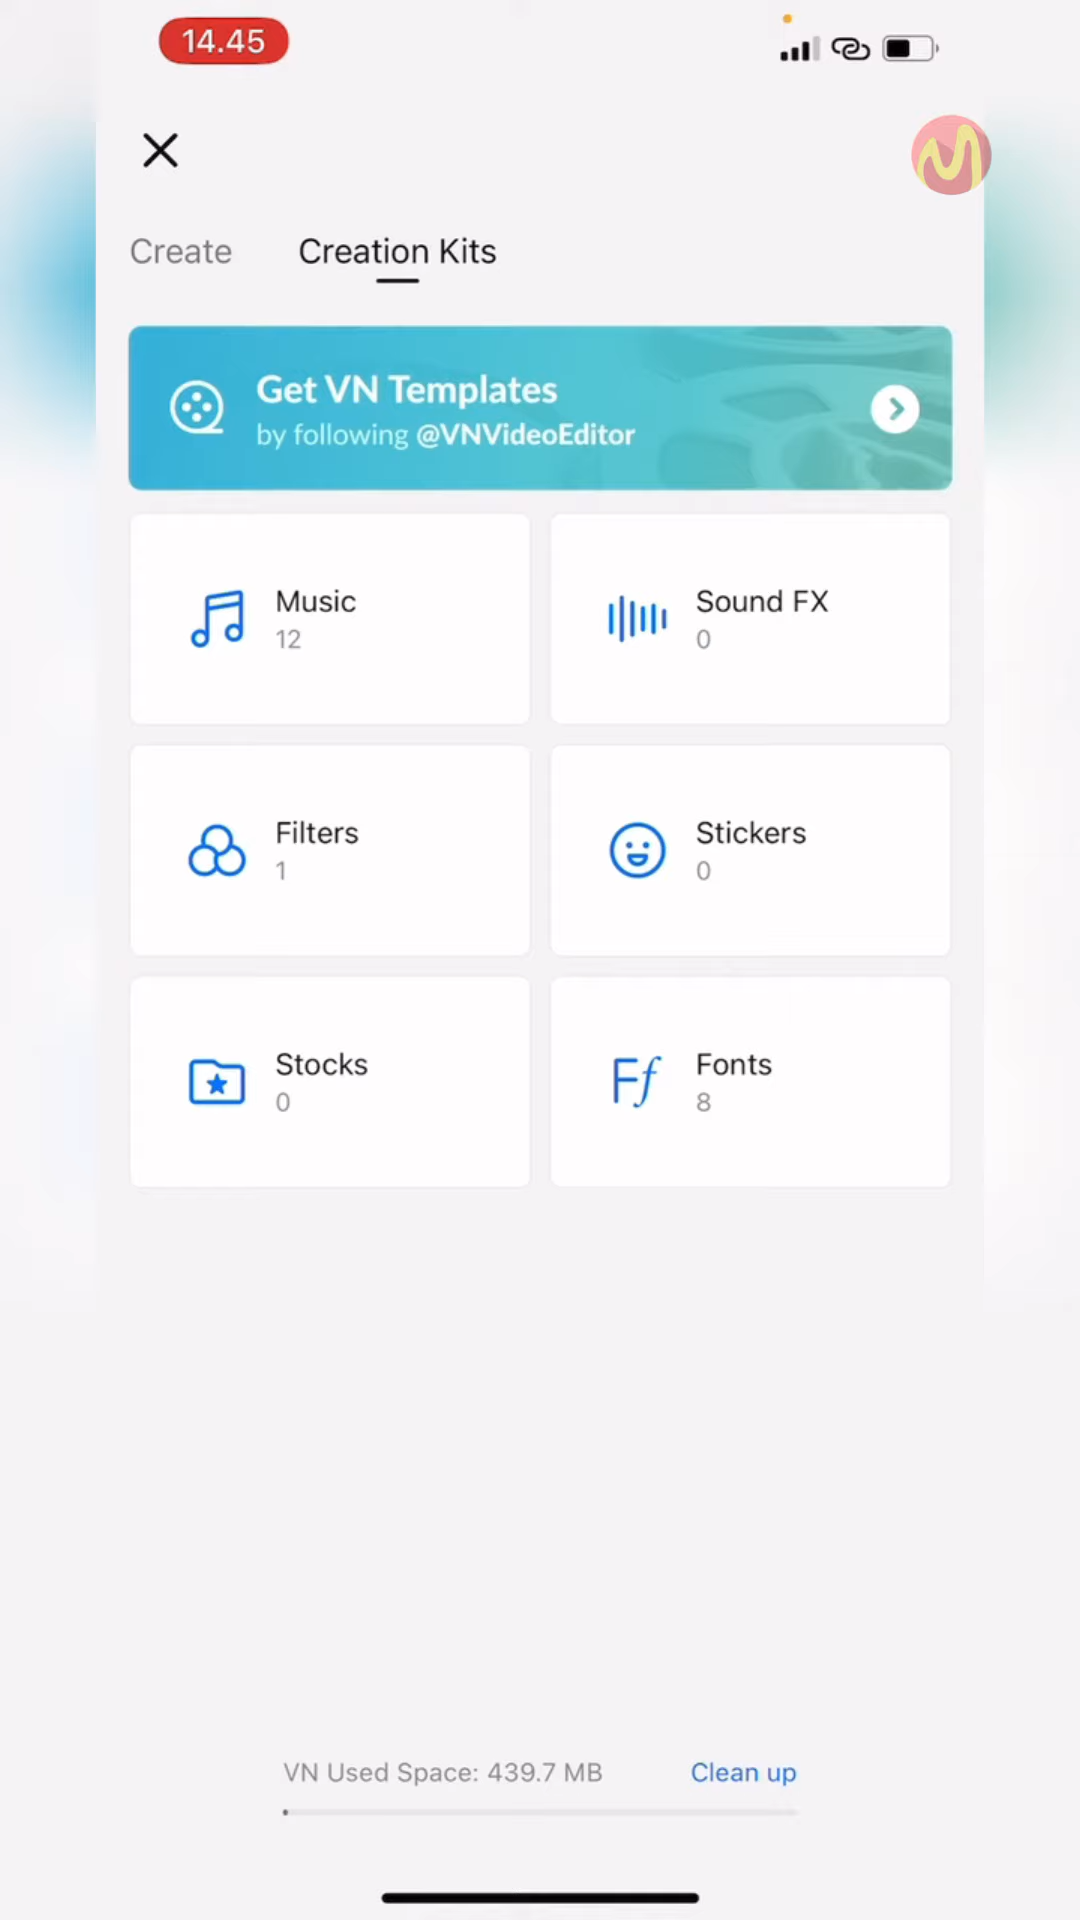 14.45
Create
Creation Kits
Get VN Templates
by following @VNVideoEditor
Music
12
Sound FX
0
Filters
1
Stickers
0
Stocks
0
Fonts
8
VN Used Space: 439.7 MB
Clean up